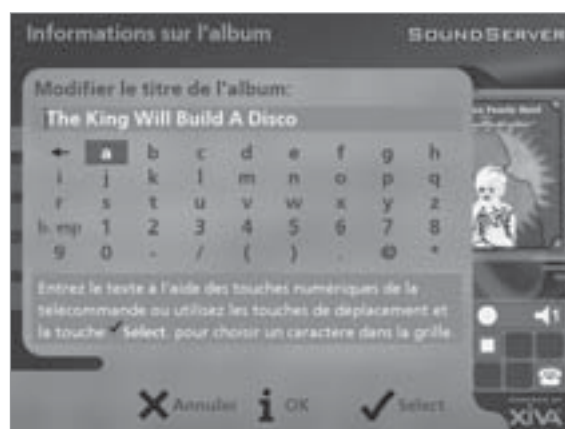 Informations sur l'album SOUNDSERVER
Modifier le titre de l'album:
The King Will Build A Disco
← a b c d e f g h
i j k l m n o p q
r s t u v w x y z
b. esp 1 2 3 4 5 6 7 8
9 0 - / ( ) . @ *
Entrez le texte à l'aide des touches numériques de la
télécommande ou utilisez les touches de déplacement et
la touche ✓ Select. pour choisir un caractère dans la grille.
1
Annuler i OK Select
XIVA